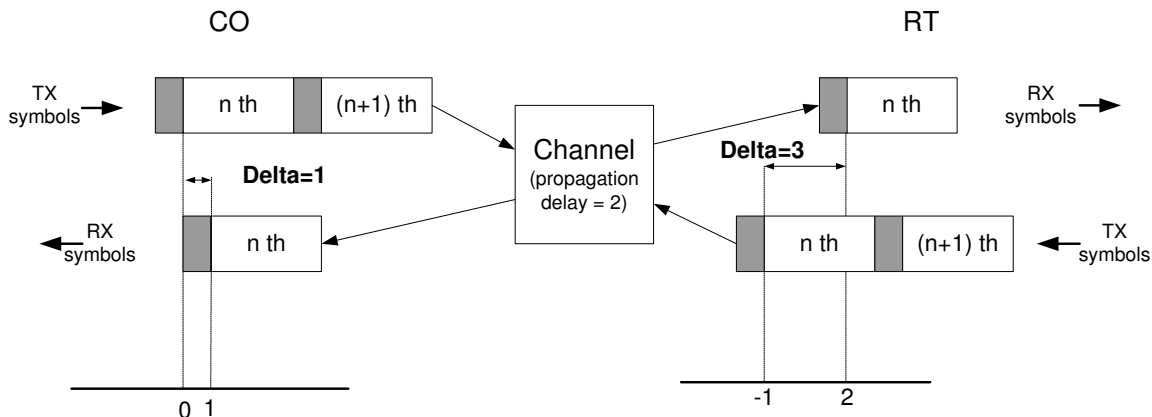 CO
RT
TX
symbols
n th
(n+1) th
n th
RX
symbols
Channel
(propagation
delay = 2)
Delta=1
Delta=3
RX
symbols
n th
n th
(n+1) th
TX
symbols
0
1
-1
2